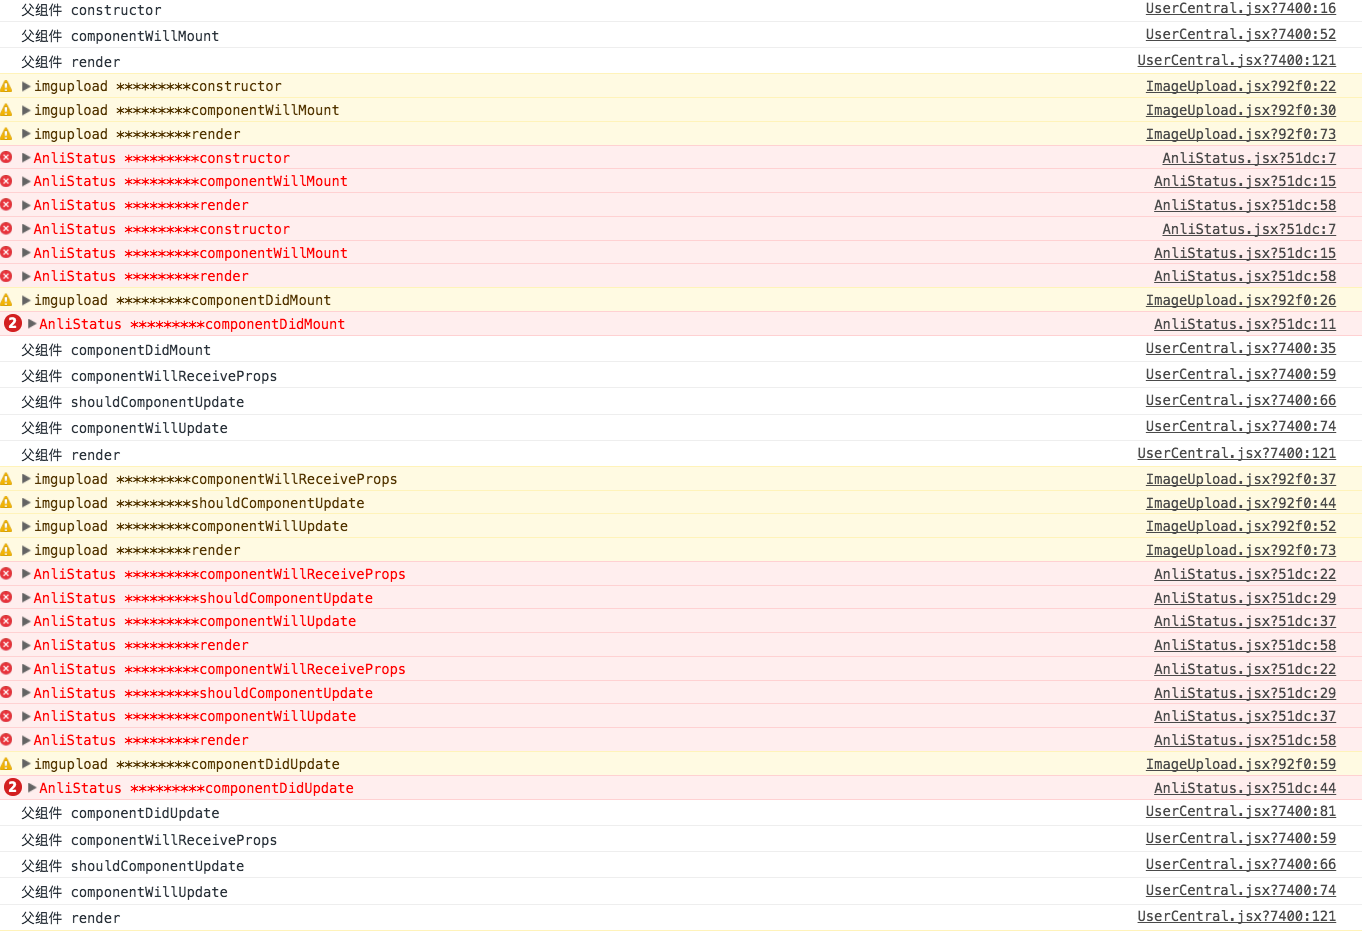 父组件 constructor UserCentral.jsx?7400:16
父组件 componentWillMount UserCentral.jsx?7400:52
父组件 render UserCentral.jsx?7400:121
imgupload *********constructor ImageUpload.jsx?92f0:22
imgupload *********componentWillMount ImageUpload.jsx?92f0:30
imgupload *********render ImageUpload.jsx?92f0:73
AnliStatus *********constructor AnliStatus.jsx?51dc:7
AnliStatus *********componentWillMount AnliStatus.jsx?51dc:15
AnliStatus *********render AnliStatus.jsx?51dc:58
AnliStatus *********constructor AnliStatus.jsx?51dc:7
AnliStatus *********componentWillMount AnliStatus.jsx?51dc:15
AnliStatus *********render AnliStatus.jsx?51dc:58
imgupload *********componentDidMount ImageUpload.jsx?92f0:26
2 AnliStatus *********componentDidMount AnliStatus.jsx?51dc:11
父组件 componentDidMount UserCentral.jsx?7400:35
父组件 componentWillReceiveProps UserCentral.jsx?7400:59
父组件 shouldComponentUpdate UserCentral.jsx?7400:66
父组件 componentWillUpdate UserCentral.jsx?7400:74
父组件 render UserCentral.jsx?7400:121
imgupload *********componentWillReceiveProps ImageUpload.jsx?92f0:37
imgupload *********shouldComponentUpdate ImageUpload.jsx?92f0:44
imgupload *********componentWillUpdate ImageUpload.jsx?92f0:52
imgupload *********render ImageUpload.jsx?92f0:73
AnliStatus *********componentWillReceiveProps AnliStatus.jsx?51dc:22
AnliStatus *********shouldComponentUpdate AnliStatus.jsx?51dc:29
AnliStatus *********componentWillUpdate AnliStatus.jsx?51dc:37
AnliStatus *********render AnliStatus.jsx?51dc:58
AnliStatus *********componentWillReceiveProps AnliStatus.jsx?51dc:22
AnliStatus *********shouldComponentUpdate AnliStatus.jsx?51dc:29
AnliStatus *********componentWillUpdate AnliStatus.jsx?51dc:37
AnliStatus *********render AnliStatus.jsx?51dc:58
imgupload *********componentDidUpdate ImageUpload.jsx?92f0:59
2 AnliStatus *********componentDidUpdate AnliStatus.jsx?51dc:44
父组件 componentDidUpdate UserCentral.jsx?7400:81
父组件 componentWillReceiveProps UserCentral.jsx?7400:59
父组件 shouldComponentUpdate UserCentral.jsx?7400:66
父组件 componentWillUpdate UserCentral.jsx?7400:74
父组件 render UserCentral.jsx?7400:121